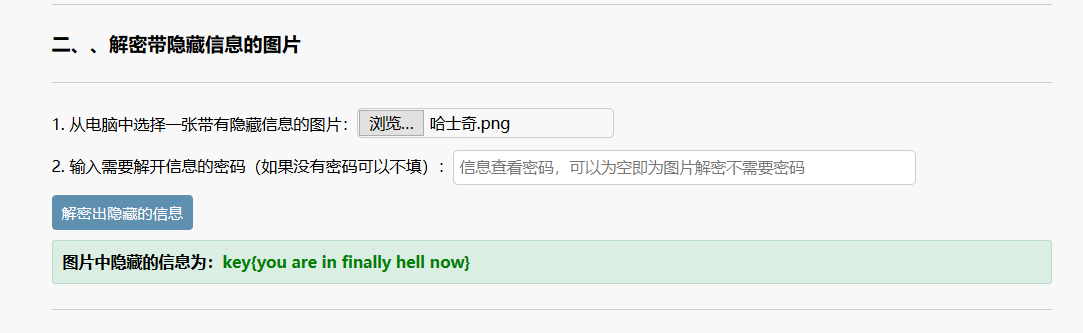 二、、解密带隐藏信息的图片
1. 从电脑中选择一张带有隐藏信息的图片： 浏览... 哈士奇.png
2. 输入需要解开信息的密码（如果没有密码可以不填）： 信息查看密码，可以为空即为图片解密不需要密码
解密出隐藏的信息
图片中隐藏的信息为：key{you are in finally hell now}